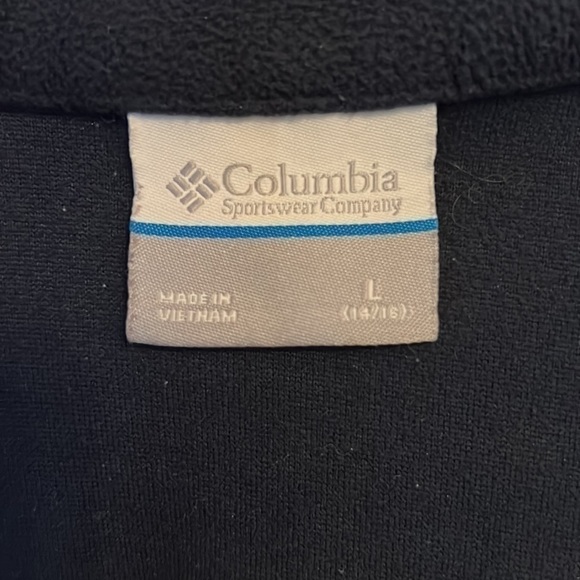 Columbia
Sportswear Company
MADE IN
VIETNAM
L
(14/16)